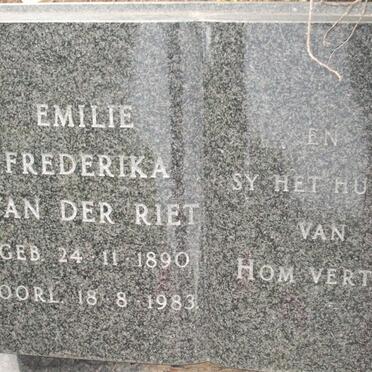 EMILIE
FREDERIKA
AN DER RIET
GEB. 24·11·1890
OORL. 18·8·1983
EN
SY HET HU
VAN
HOM VERT